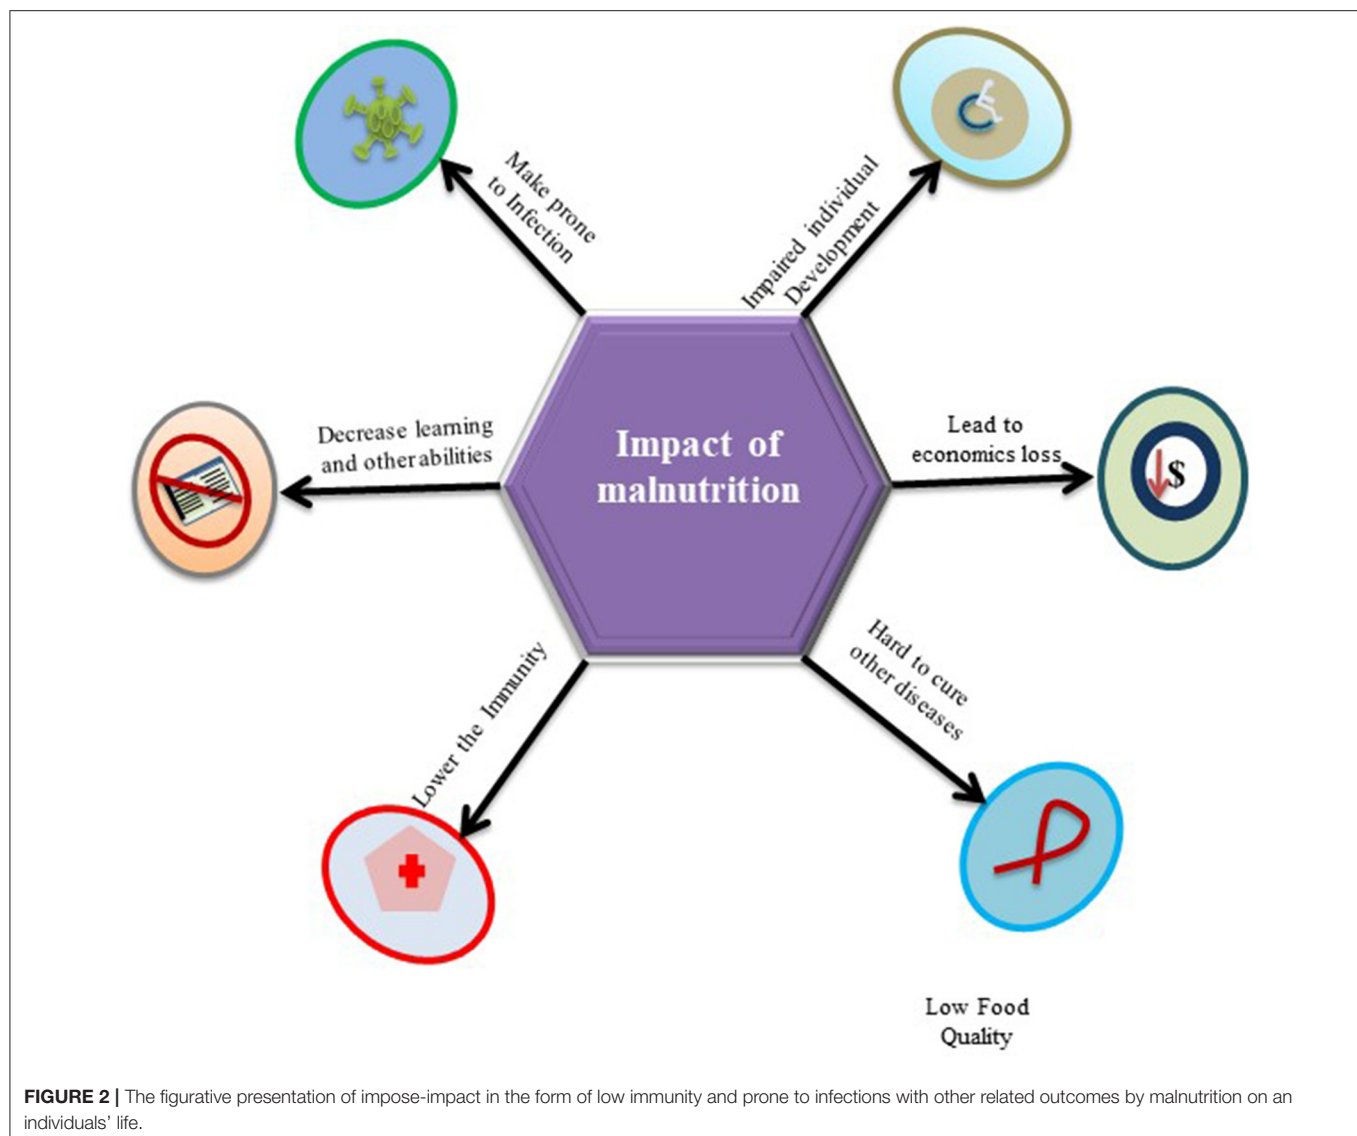 Make prone
to Infection
Impaired individual
Development
Decrease learning
and other abilities
Impact of
malnutrition
Lead to
economics loss
$
Lower the Immunity
Hard to cure
other diseases
Low Food
Quality
FIGURE 2 | The figurative presentation of impose-impact in the form of low immunity and prone to infections with other related outcomes by malnutrition on an
individuals’ life.